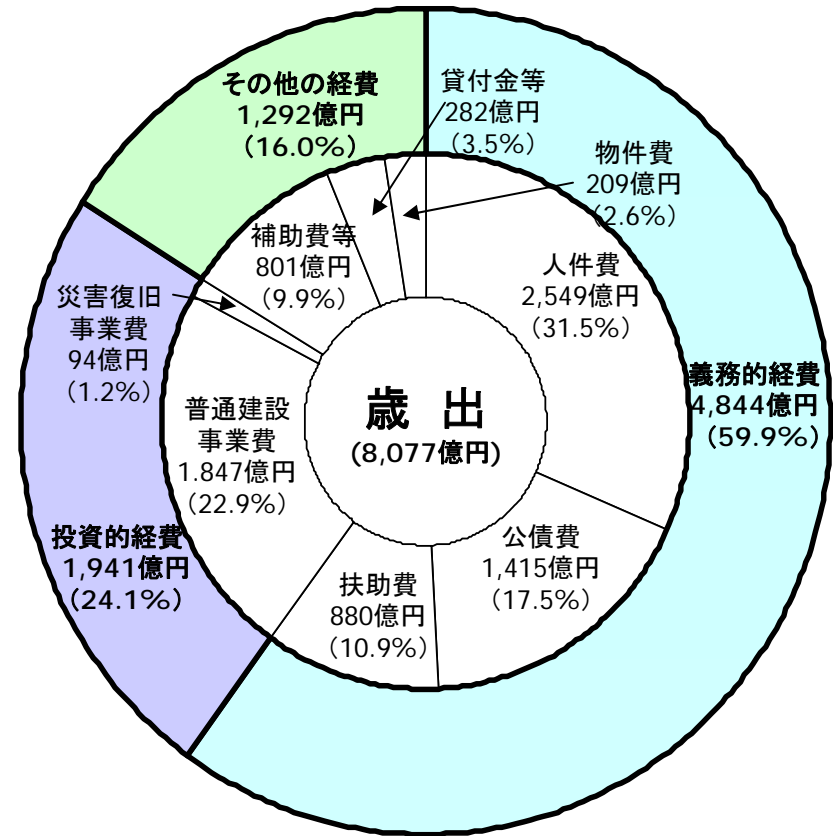 その他の経費
1,292億円
（16.0%）
貸付金等
282億円
（3.5%）
物件費
209億円
（2.6%）
補助費等
801億円
（9.9%）
人件費
2,549億円
（31.5%）
災害復旧
事業費
94億円
（1.2%）
義務的経費
4,844億円
（59.9%）
歳 出
(8,077億円)
普通建設
事業費
1.847億円
（22.9%）
投資的経費
1,941億円
（24.1%）
公債費
1,415億円
（17.5%）
扶助費
880億円
（10.9%）